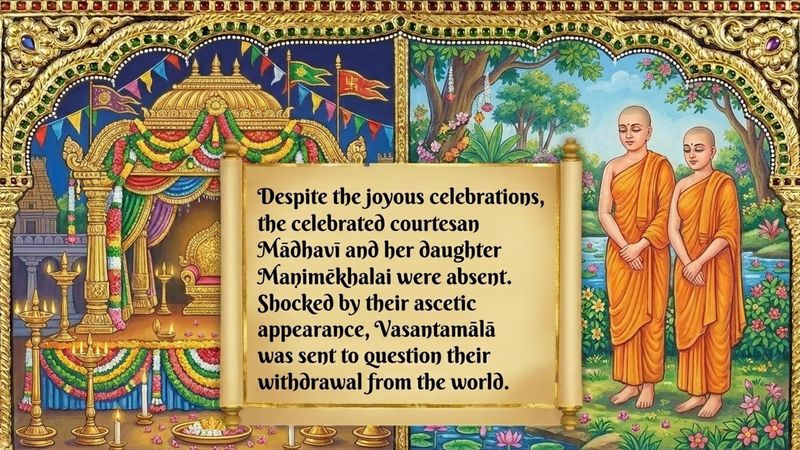 Despite the joyous celebrations,
the celebrated courtesan
Mādhavī and her daughter
Maṇimēkhalai were absent.
Shocked by their ascetic
appearance, Vasantamālā
was sent to question their
withdrawal from the world.